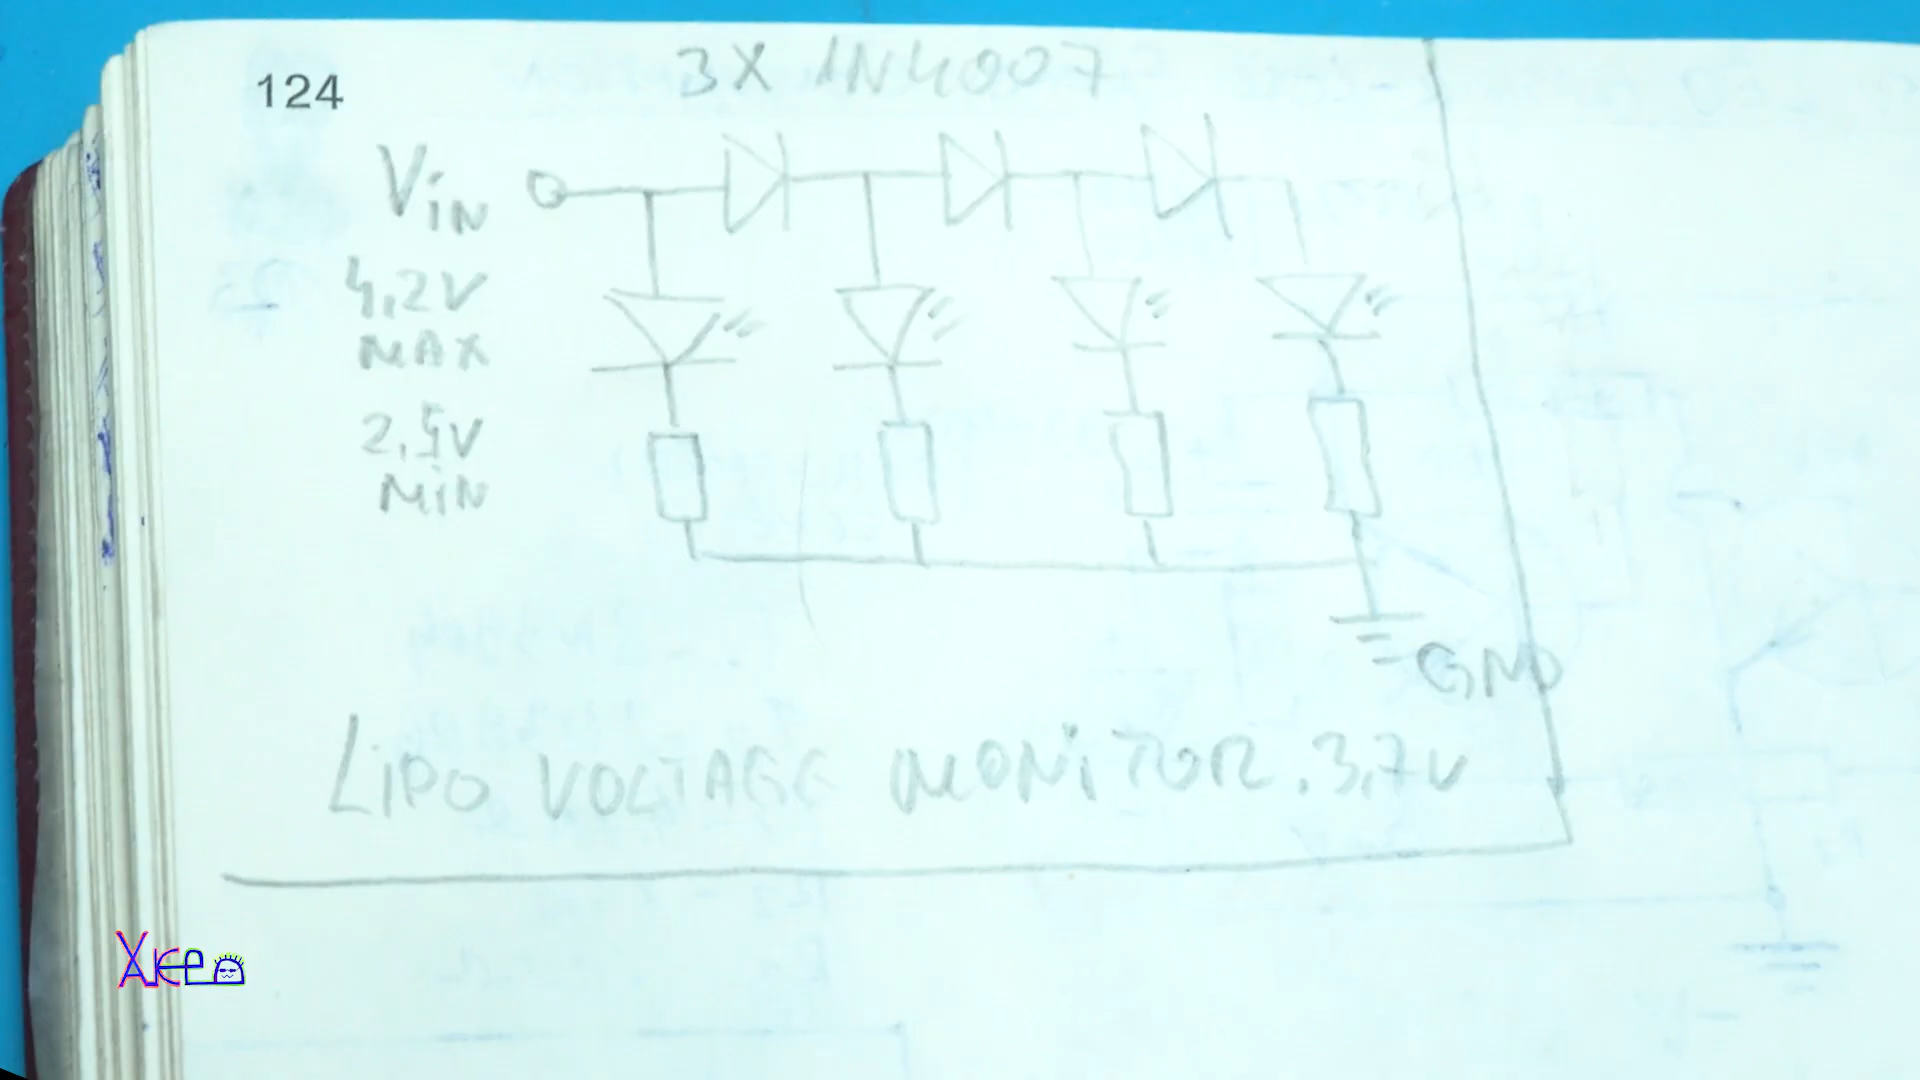 124
3X 1N4007
Vin
4,2V
MAX
2,5V
MiN
GND
LiPO VOLTAGE MONiTOR. 3,7V